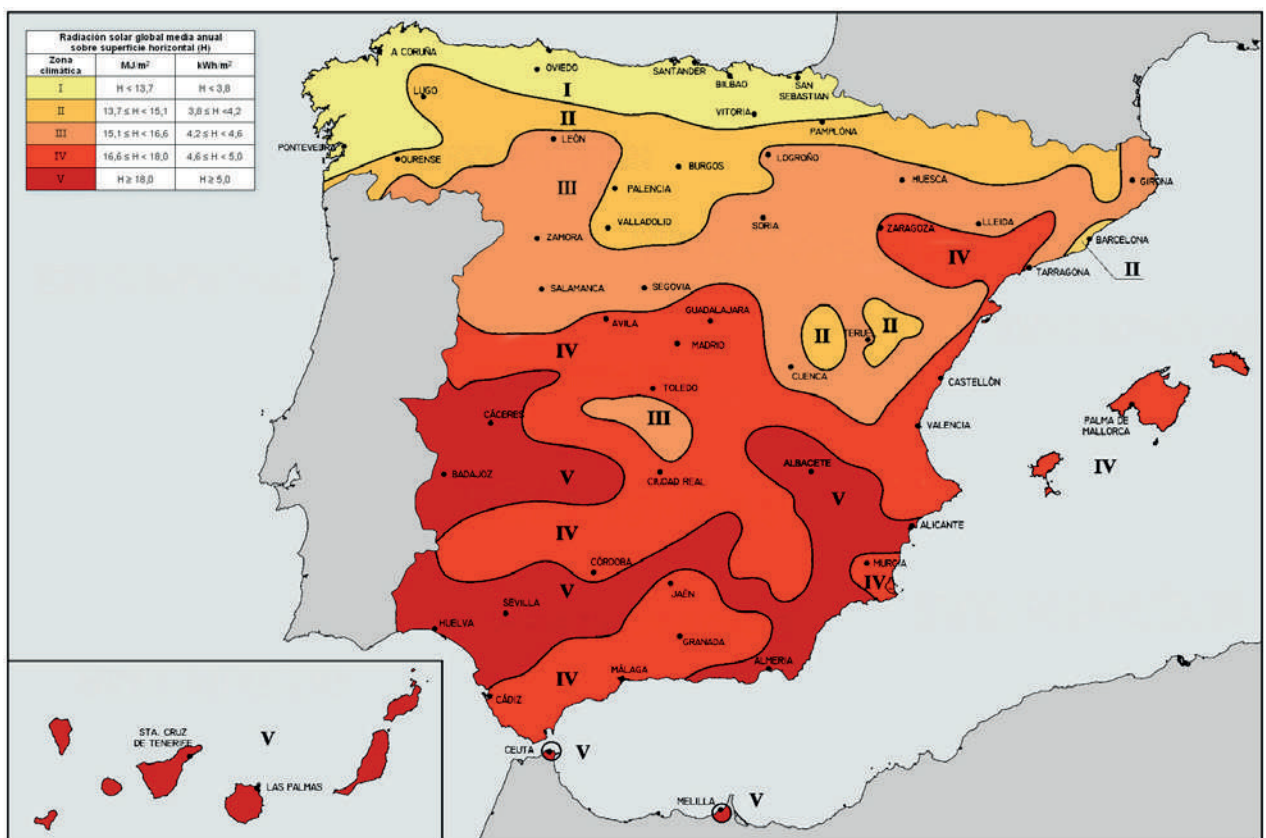 Radiación solar global media anual
sobre superficie horizontal (H)
Zona climática MJ/m² kWh/m²
I H < 13,7 H < 3,8
II 13,7 ≤ H < 15,1 3,8 ≤ H <4,2
III 15,1 ≤ H < 16,6 4,2 ≤ H < 4,6
IV 16,6 ≤ H < 18,0 4,6 ≤ H < 5,0
V H ≥ 18,0 H ≥ 5,0
A CORUÑA
OVIEDO
SANTANDER
BILBAO
SAN
SEBASTIAN
I
LUGO
VITORIA
II
PAMPLONA
LEÓN
PONTEVEDRA
OURENSE
BURGOS
LOGROÑO
HUESCA
GIRONA
III
PALENCIA
VALLADOLID
SORIA
ZARAGOZA
LLEIDA
ZAMORA
BARCELONA
IV
II
TARRAGONA
SALAMANCA
SEGOVIA
GUADALAJARA
AVILA
II
II
TERUE
IV
MADRID
CUENCA
TOLEDO
CASTELLÓN
CÁCERES
III
VALENCIA
PALMA DE
MALLORCA
IV
BADAJOZ
V
CIUDAD REAL
ALBACETE
V
IV
ALICANTE
CÓRDOBA
MURCIA
IV
V
JAÉN
SEVILLA
HUELVA
GRANADA
ALMERIA
IV
MÁLAGA
CÁDIZ
CEUTA
V
MELILLA
V
STA. CRUZ
DE TENERIFE
V
LAS PALMAS